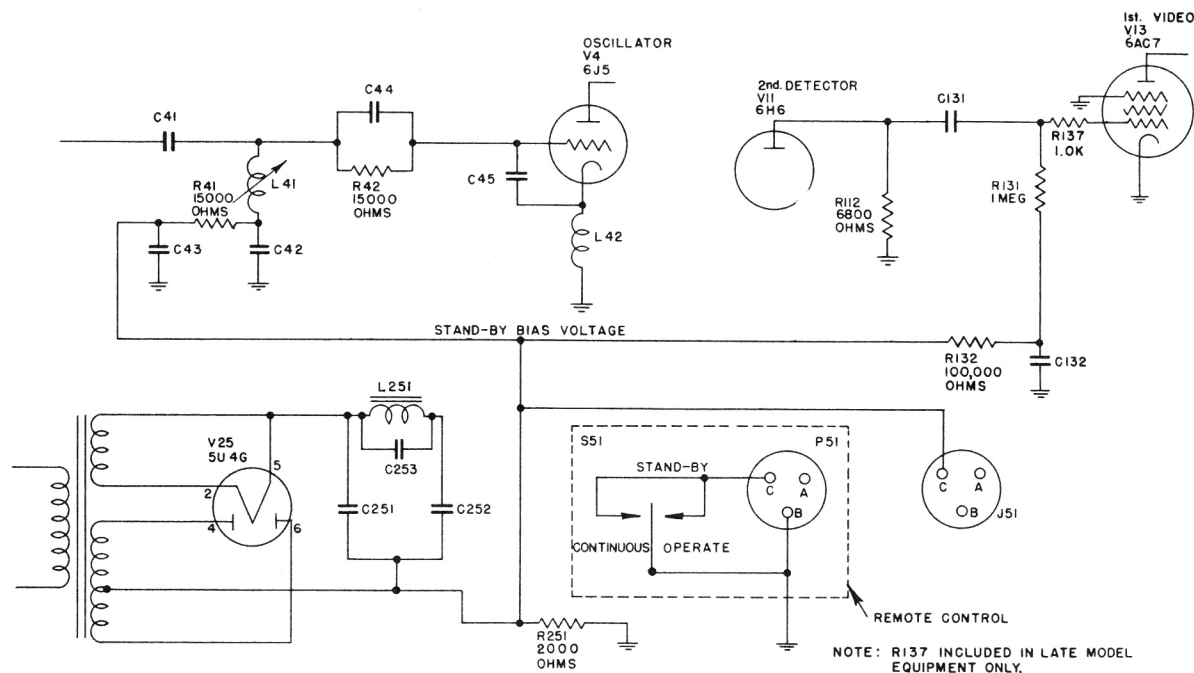 OSCILLATOR
V4
6J5
1st. VIDEO
V13
6AC7
2nd. DETECTOR
V11
6H6
C41
C44
C131
R137
1.0K
R41
15000
OHMS
L41
R42
15000
OHMS
C45
R112
6800
OHMS
R131
1 MEG
C43
C42
L42
STAND-BY BIAS VOLTAGE
R132
100,000
OHMS
C132
L251
C253
V25
5U4G
5
2
4
6
C251
C252
S51
P51
STAND-BY
C
A
B
CONTINUOUS
OPERATE
C
A
B
J51
REMOTE CONTROL
R251
2000
OHMS
NOTE: R137 INCLUDED IN LATE MODEL
EQUIPMENT ONLY.